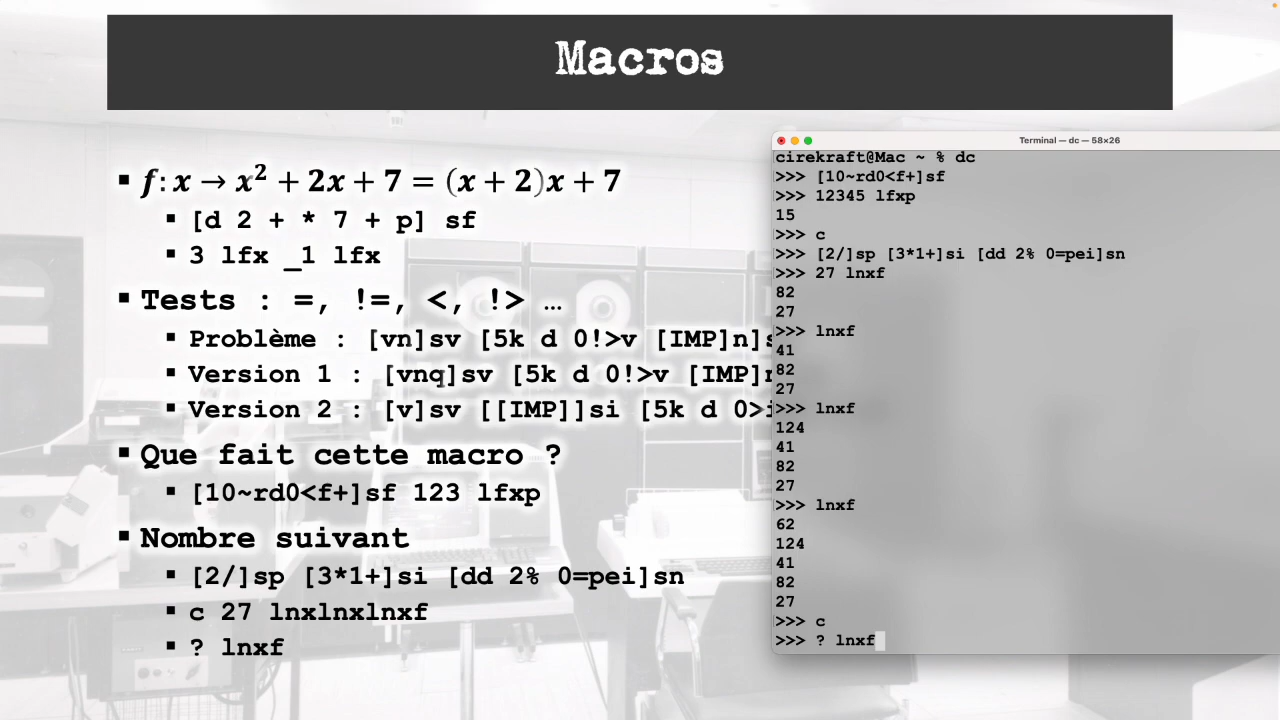 Macros
f: x → x² + 2x + 7 = (x + 2)x + 7
[d 2 + * 7 + p] sf
3 lfx _1 lfx
Tests : =, !=, <, !> …
Problème : [vn]sv [5k d 0!>v [IMP]n]s
Version 1 : [vnq]sv [5k d 0!>v [IMP]n
Version 2 : [v]sv [[IMP]]si [5k d 0>i
Que fait cette macro ?
[10~rd0<f+]sf 123 lfxp
Nombre suivant
[2/]sp [3*1+]si [dd 2% 0=pei]sn
c 27 lnxlnxlnxf
? lnxf
Terminal — dc — 58×26
cirekraft@Mac ~ % dc
>>> [10~rd0<f+]sf
>>> 12345 lfxp
15
>>> c
>>> [2/]sp [3*1+]si [dd 2% 0=pei]sn
>>> 27 lnxf
82
27
>>> lnxf
41
82
27
>>> lnxf
124
41
82
27
>>> lnxf
62
124
41
82
27
>>> c
>>> ? lnxf